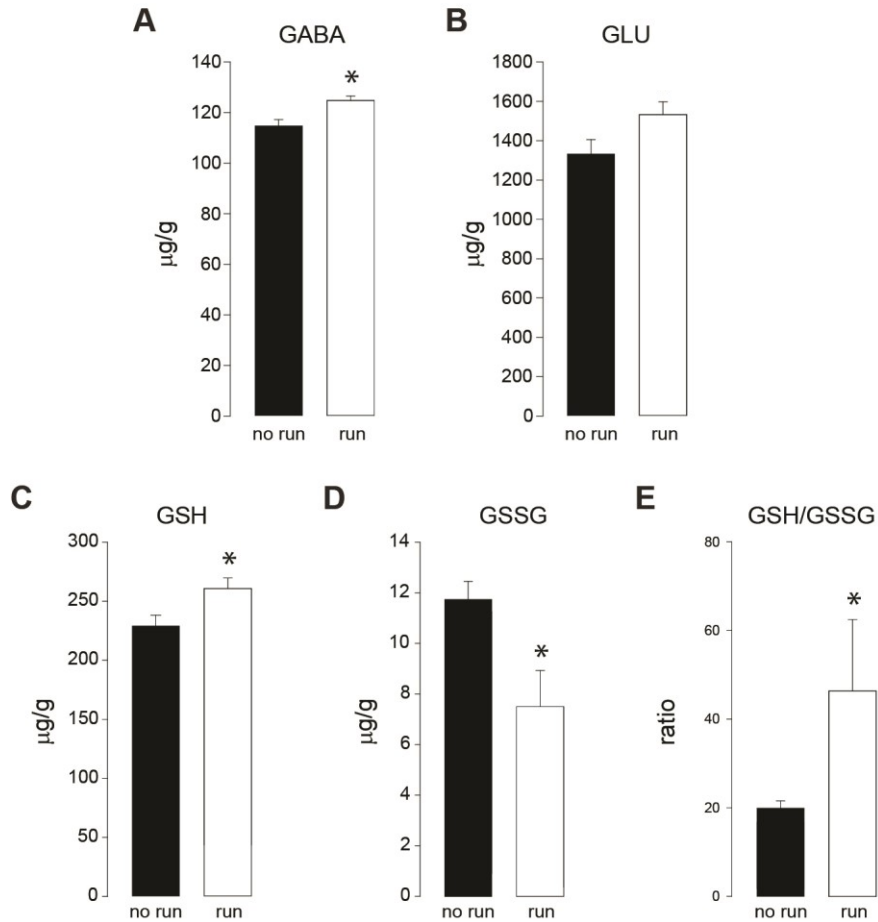 A
GABA
140
120
100
80
60
40
20
0
µg/g
*
no run
run
B
GLU
1800
1600
1400
1200
1000
800
600
400
200
0
µg/g
no run
run
C
GSH
300
250
200
150
100
50
0
µg/g
*
no run
run
D
GSSG
14
12
10
8
6
4
2
0
µg/g
*
no run
run
E
GSH/GSSG
80
60
40
20
0
ratio
*
no run
run